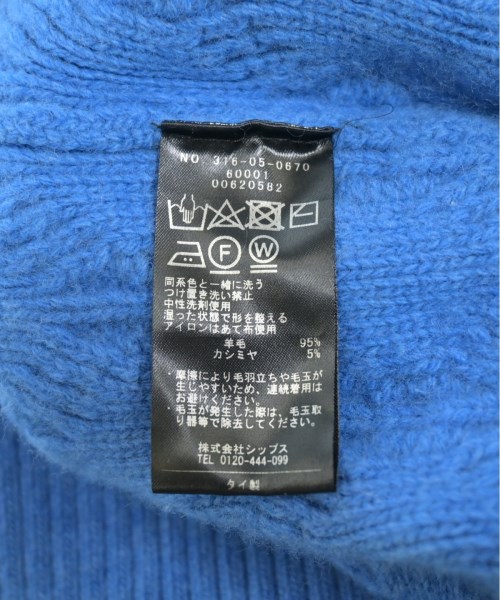 NO 316-05-0670
60001
00620582
F W
同系色と一緒に洗う
つけ置き洗い禁止
中性洗剤使用
湿った状態で形を整える
アイロンはあて布使用
羊毛 95%
カシミヤ 5%
・摩擦により毛羽立ちや毛玉が
生じやすいため、連続着用は
お避けください。
・毛玉が発生した際は、毛玉取
り器等で除去してください。
株式会社シップス
TEL 0120-444-099
タイ製